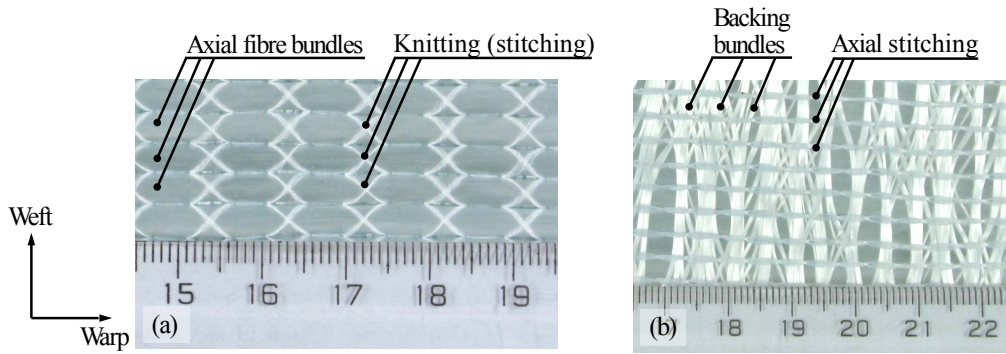 Axial fibre bundles
Knitting (stitching)
Backing
bundles
Axial stitching
Weft
Warp
15 16 17 18 19
(a)
18 19 20 21 22
(b)